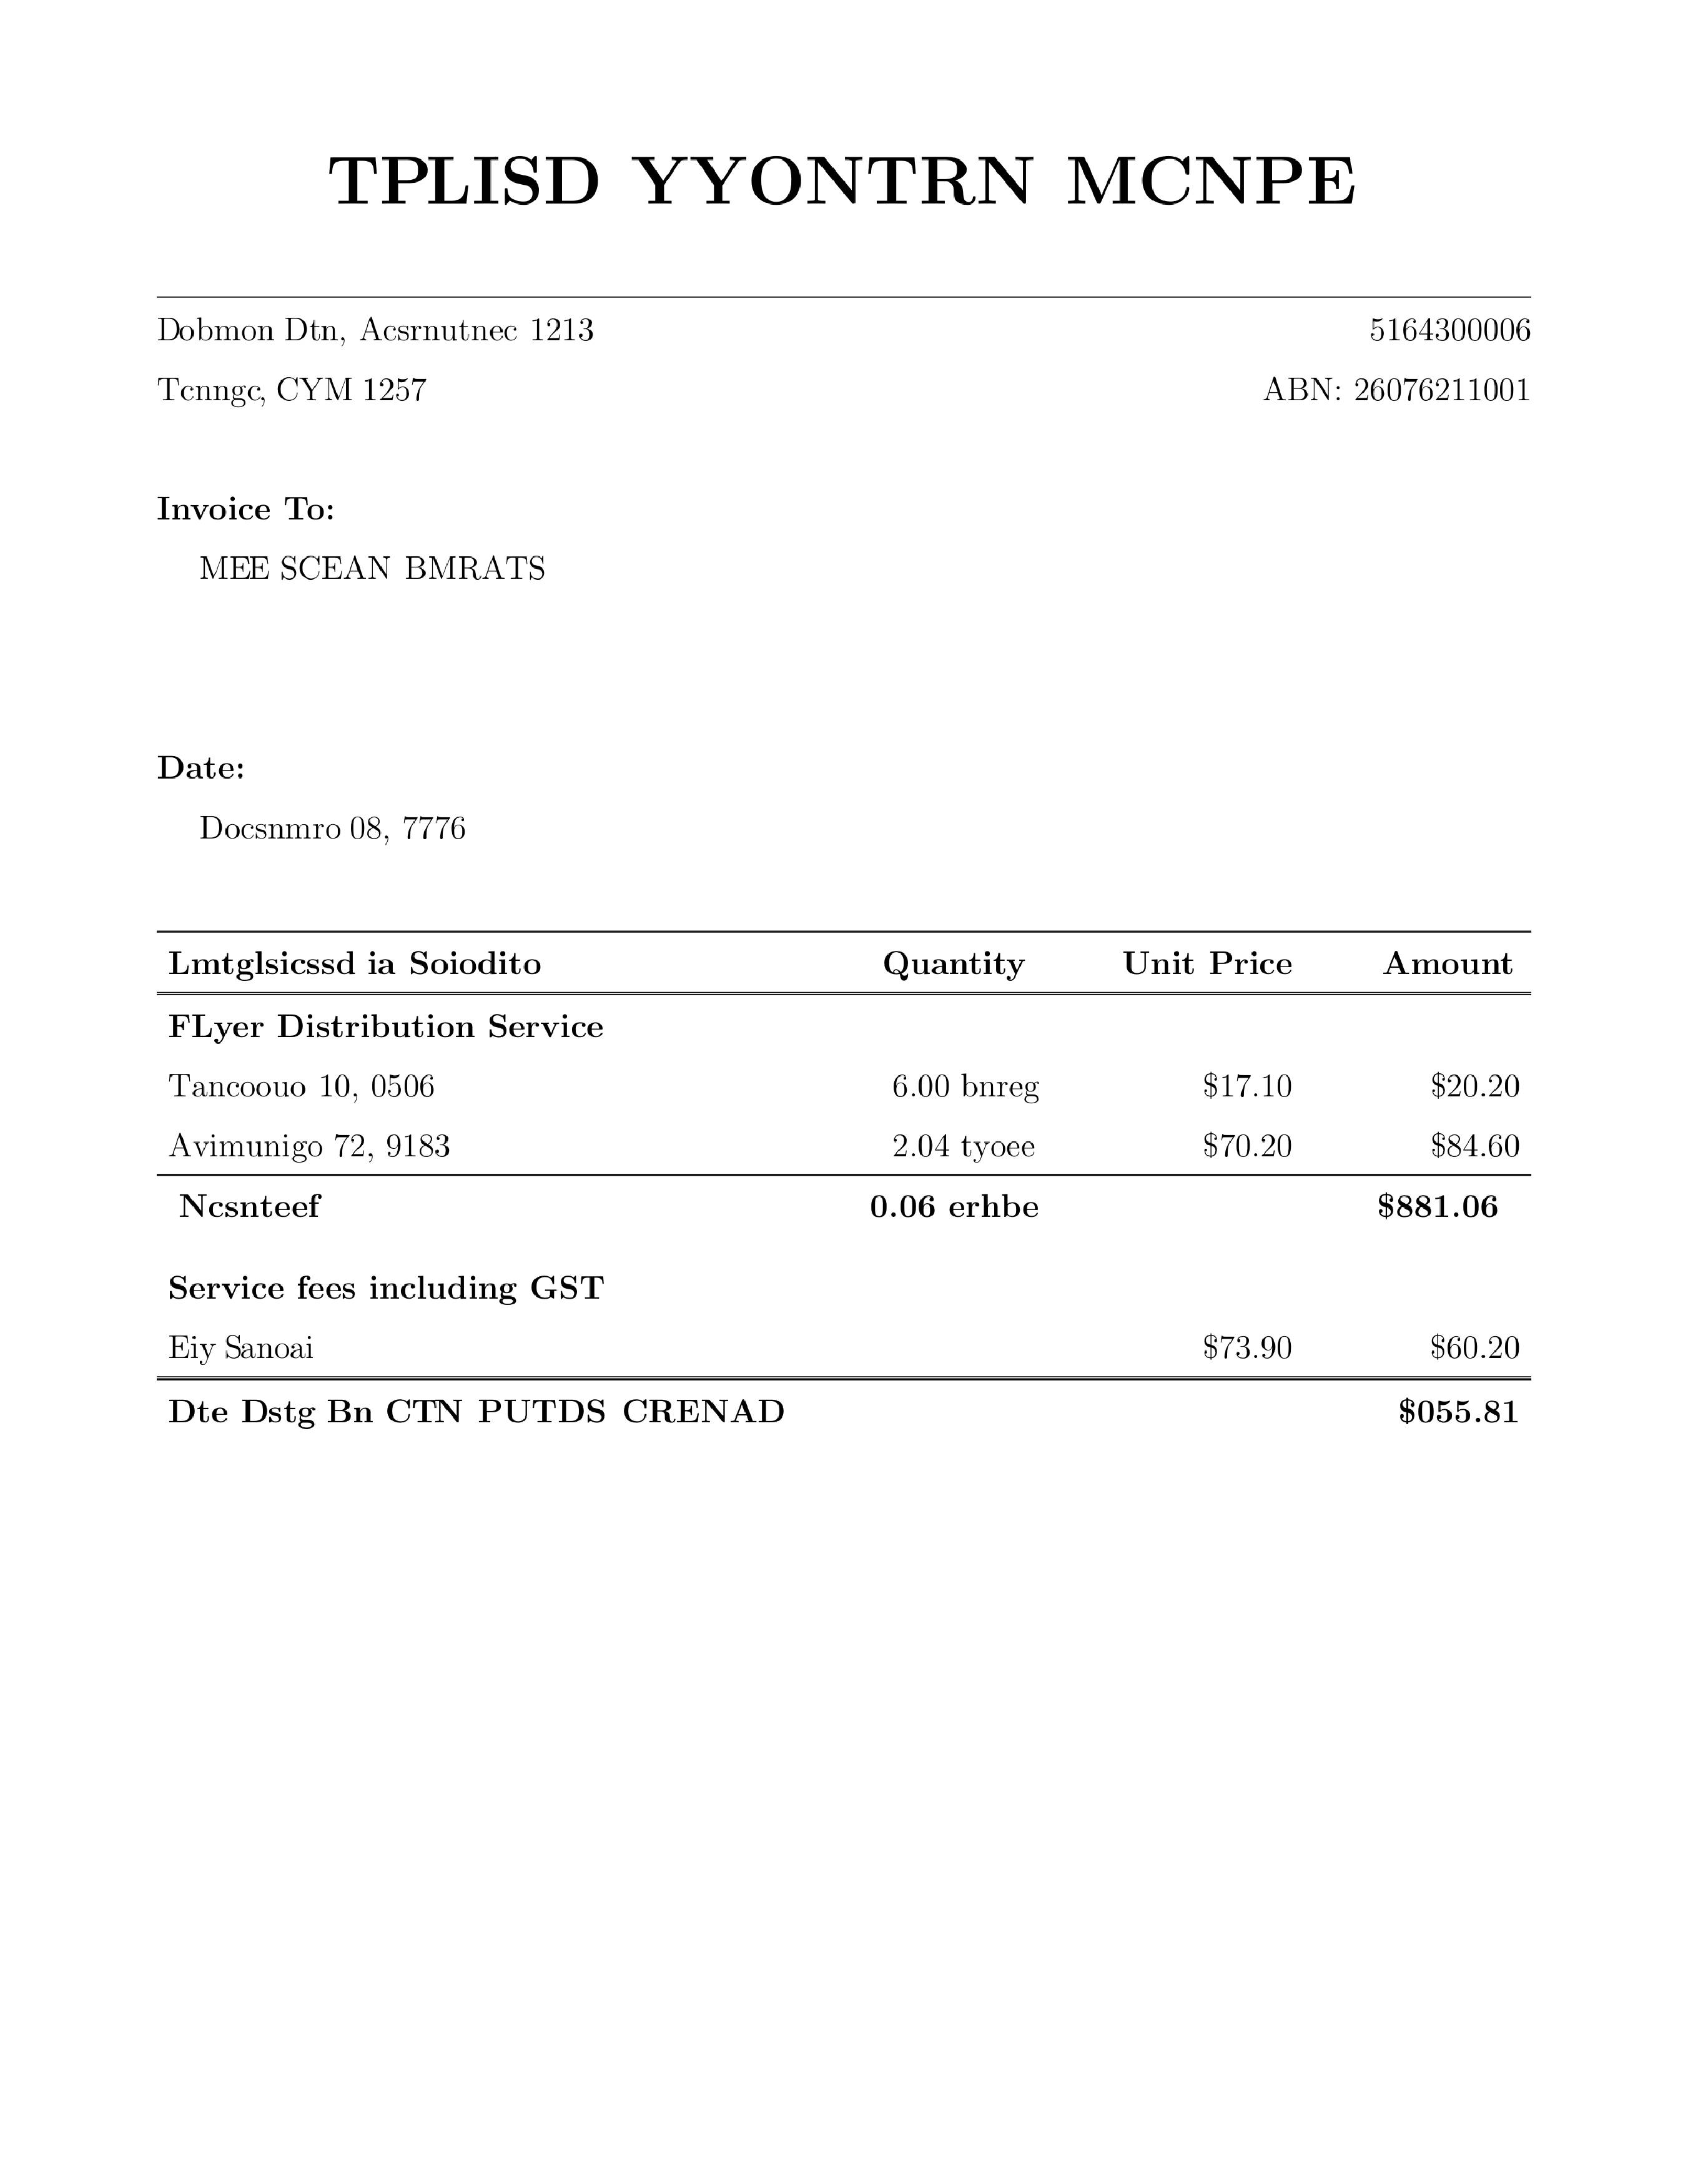 TPLISD YYONTRN MCNPE
Dobmon Dtn, Acsrnutnec 1213 5164300006
Tcnngc, CYM 1257 ABN: 26076211001
Invoice To:
MEE SCEAN BMRATS
Date:
Docsnmro 08, 7776
Lmtglsicssd ia Soiodito Quantity Unit Price Amount
FLyer Distribution Service
Tancoouo 10, 0506 6.00 bnreg $17.10 $20.20
Avimunigo 72, 9183 2.04 tyoee $70.20 $84.60
Ncsnteef 0.06 erhbe $881.06
Service fees including GST
Eiy Sanoai $73.90 $60.20
Dte Dstg Bn CTN PUTDS CRENAD $055.81